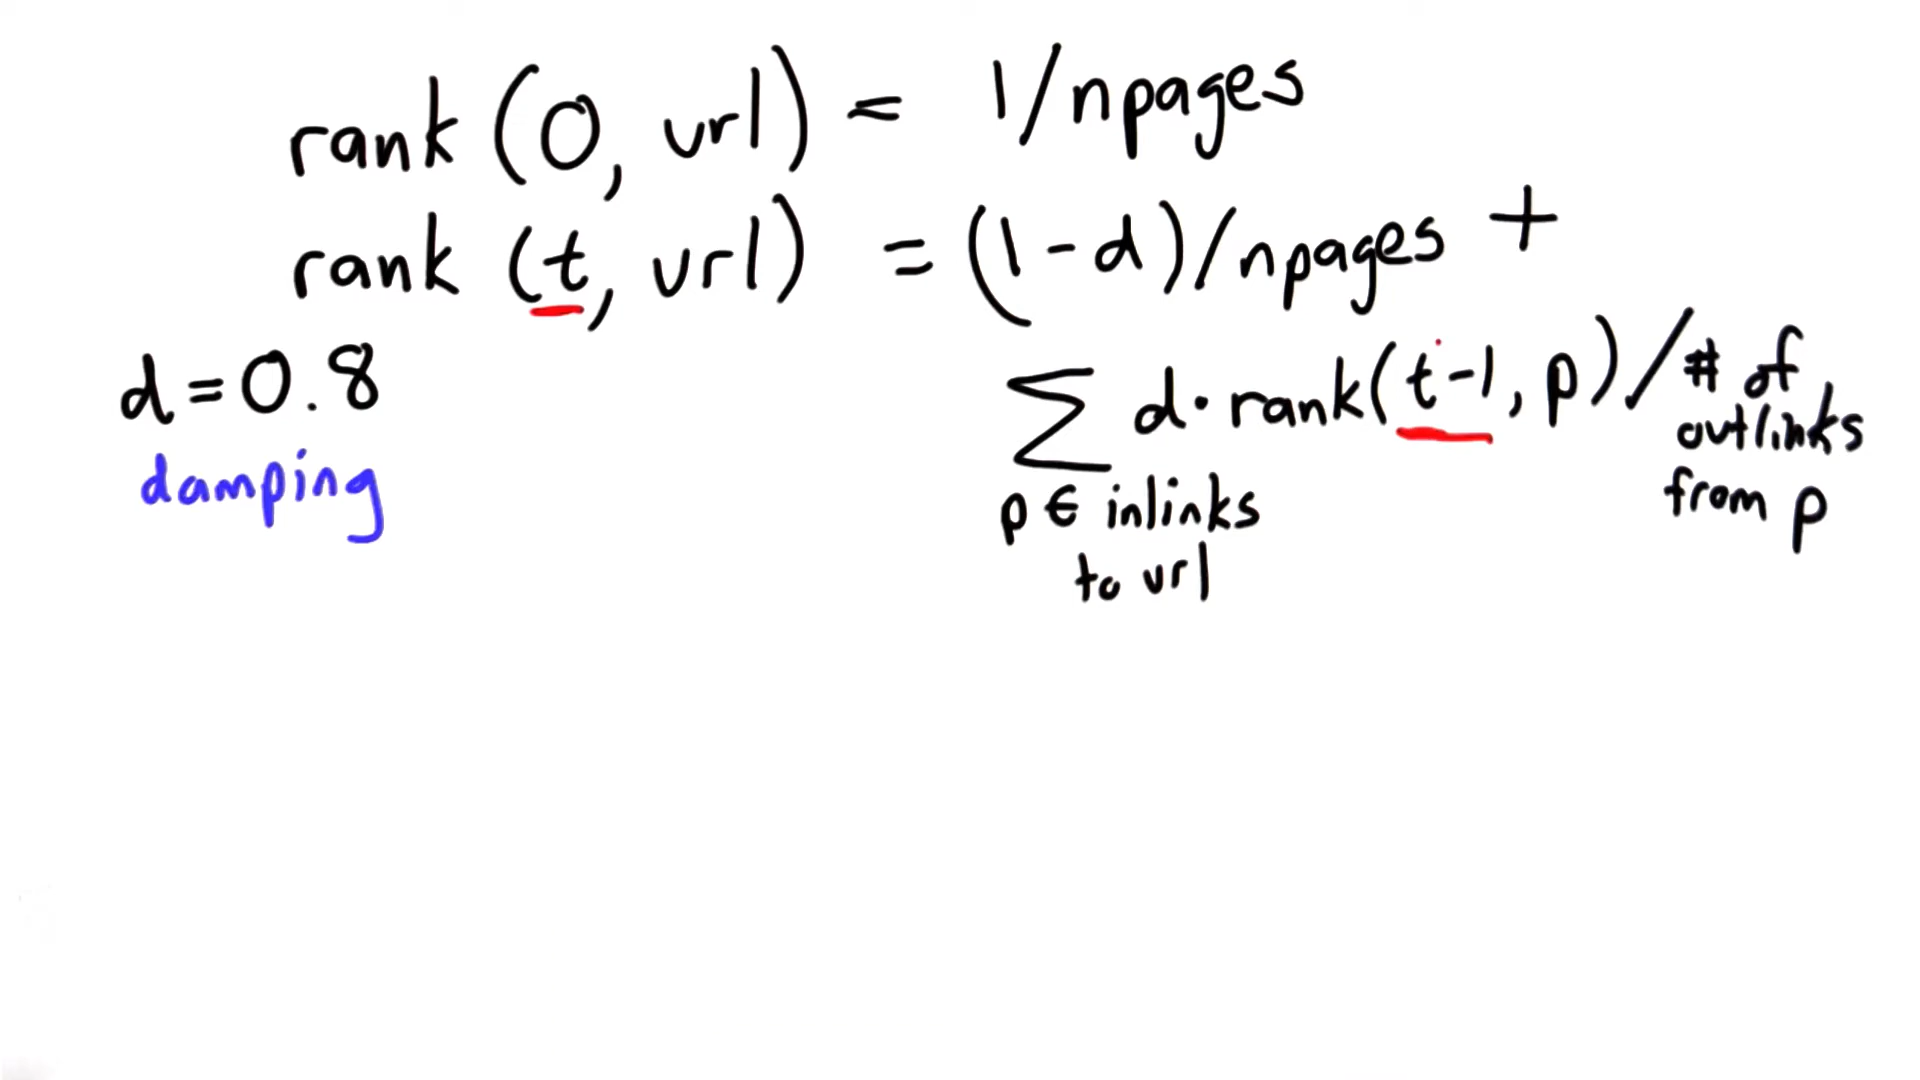 rank (0, url) = 1/npages
rank (t, url) = (1-d)/npages +
d = 0.8
∑ d · rank(t-1, p) / # of
outlinks
from p
damping
p ∈ inlinks
to url